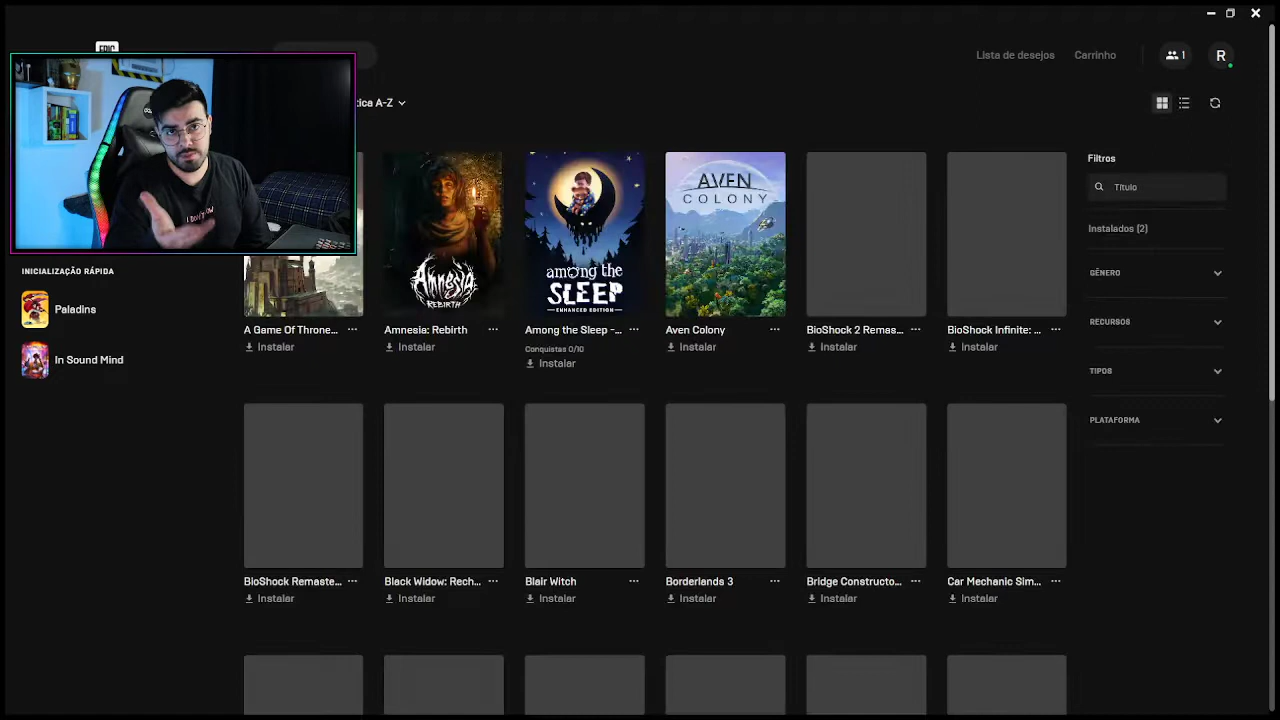 EPIC
Lista de desejos
Carrinho
1
R
tica A-Z
I DON'T
INICIALIZAÇÃO RÁPIDA
Paladins
In Sound Mind
Amnesia
REBIRTH
among the
SLEEP
ENHANCED EDITION
AVEN
COLONY
A Game Of Throne...
Instalar
Amnesia: Rebirth
Instalar
Among the Sleep -...
Conquistas 0/10
Instalar
Aven Colony
Instalar
BioShock 2 Remas...
Instalar
BioShock Infinite: ...
Instalar
BioShock Remaste...
Instalar
Black Widow: Rech...
Instalar
Blair Witch
Instalar
Borderlands 3
Instalar
Bridge Constructo...
Instalar
Car Mechanic Sim...
Instalar
Filtros
Título
Instalados (2)
GÊNERO
RECURSOS
TIPOS
PLATAFORMA